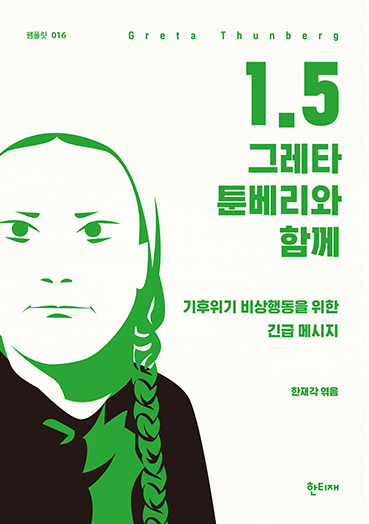 팸플릿 016
Greta Thunberg
1.5
그레타
툰베리와
함께
기후위기 비상행동을 위한
긴급 메시지
한재각 엮음
한티재